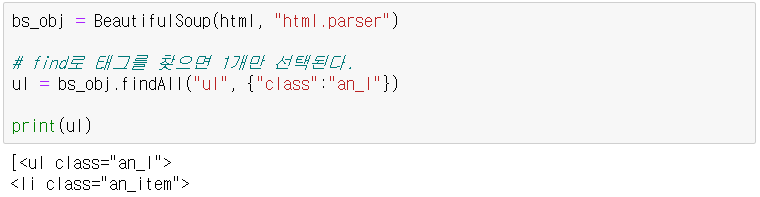 bs_obj = BeautifulSoup(html, "html.parser")
# find로 태그를 찾으면 1개만 선택된다.
ul = bs_obj.findAll("ul", {"class":"an_l"})
print(ul)
[<ul class="an_l">
<li class="an_item">